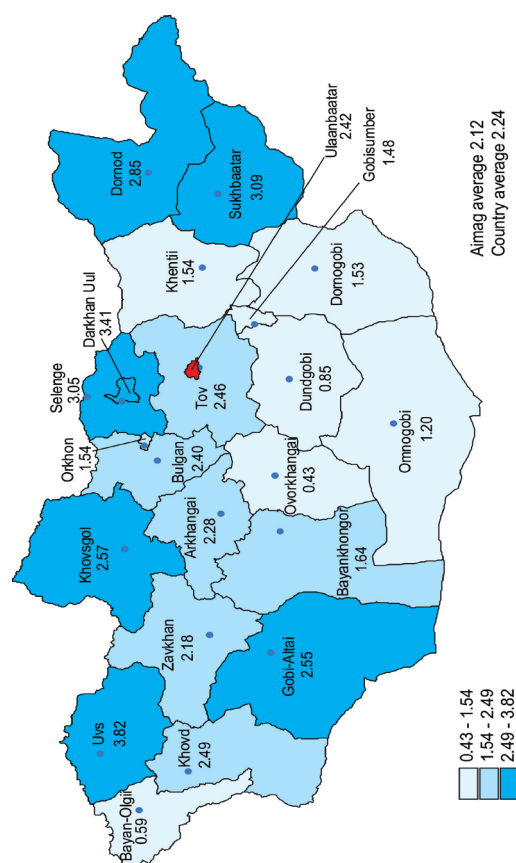 Uvs
3.82
Bayan-Olgii
0.59
Khovd
2.49
Zavkhan
2.18
Gobi-Altai
2.55
Khovsgol
2.57
Arkhangai
2.28
Bayankhongor
1.64
Orkhon
1.54
Bulgan
2.40
Ovorkhangai
0.43
Selenge
3.05
Darkhan Uul
3.41
Tov
2.46
Dundgobi
0.85
Omnogobi
1.20
Khentii
1.54
Dornod
2.85
Sukhbaatar
3.09
Dornogobi
1.53
Ulaanbaatar
2.42
Gobisumber
1.48
Aimag average 2.12
Country average 2.24
0.43 - 1.54
1.54 - 2.49
2.49 - 3.82